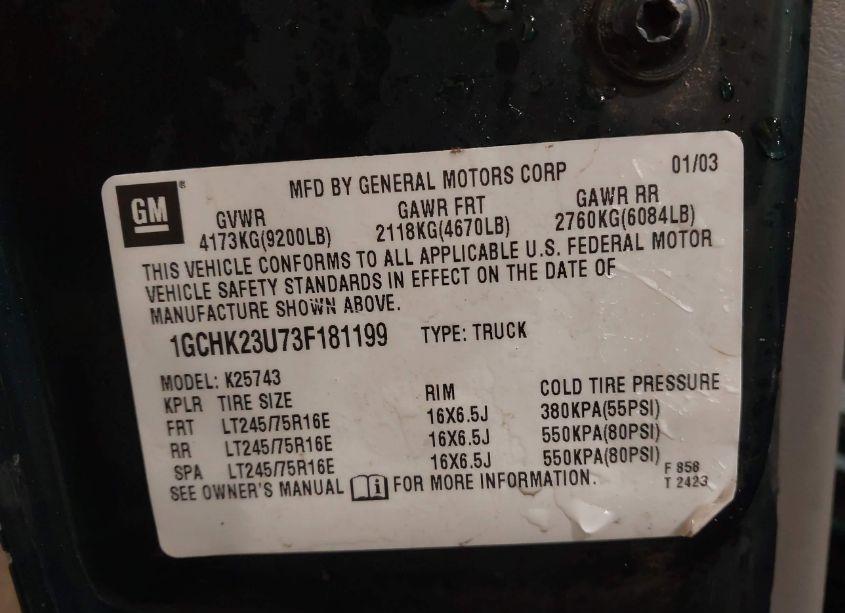 GM®
MFD BY GENERAL MOTORS CORP 01/03
GVWR GAWR FRT GAWR RR
4173KG(9200LB) 2118KG(4670LB) 2760KG(6084LB)
THIS VEHICLE CONFORMS TO ALL APPLICABLE U.S. FEDERAL MOTOR
VEHICLE SAFETY STANDARDS IN EFFECT ON THE DATE OF
MANUFACTURE SHOWN ABOVE.
1GCHK23U73F181199 TYPE: TRUCK
MODEL: K25743
KPLR TIRE SIZE RIM COLD TIRE PRESSURE
FRT LT245/75R16E 16X6.5J 380KPA(55PSI)
RR LT245/75R16E 16X6.5J 550KPA(80PSI)
SPA LT245/75R16E 16X6.5J 550KPA(80PSI)
SEE OWNER'S MANUAL i FOR MORE INFORMATION.
F 858
T 2423